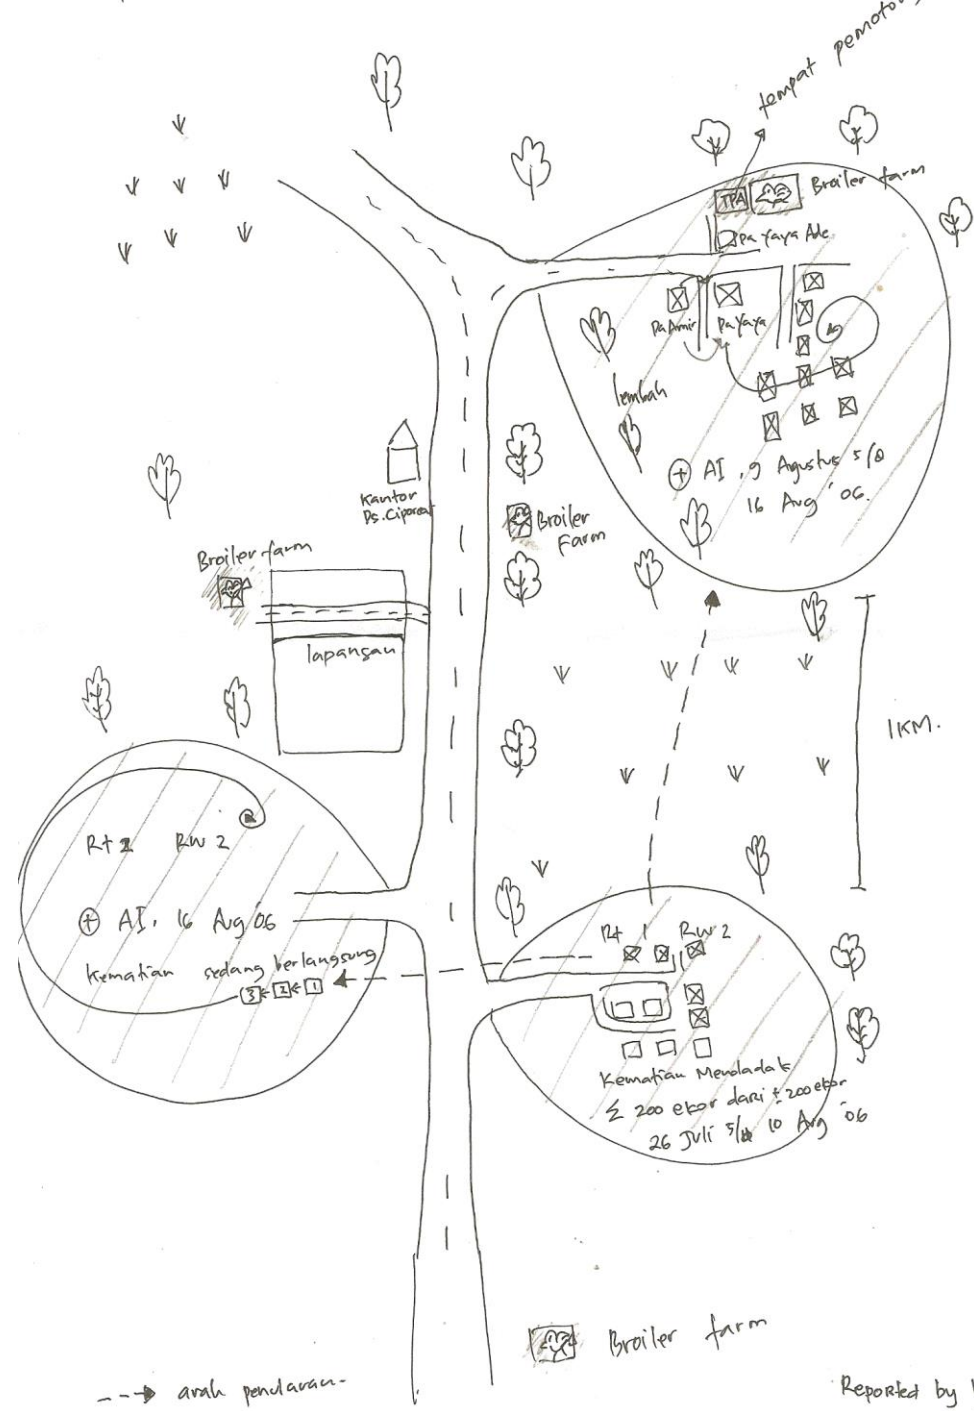 tempat
TPA
Broiler farm
pa Yaya Ade
Pa Amir
Pa Yaya
lembah
+ AI, 9 Agustus s/d
16 Aug '06.
Kantor
Ds. Ciporeat
Broiler
Farm
Broiler farm
lapangan
1 KM.
Rt 2 RW 2
+ AI, 16 Aug 06
Kematian sedang berlangsung
3 2 1
Rt 1 RW 2
Kematian Mendadak
Σ 200 ekor dari ± 200 ekor
26 Juli s/d 10 Aug '06
Broiler farm
arah penularan-
Reported by